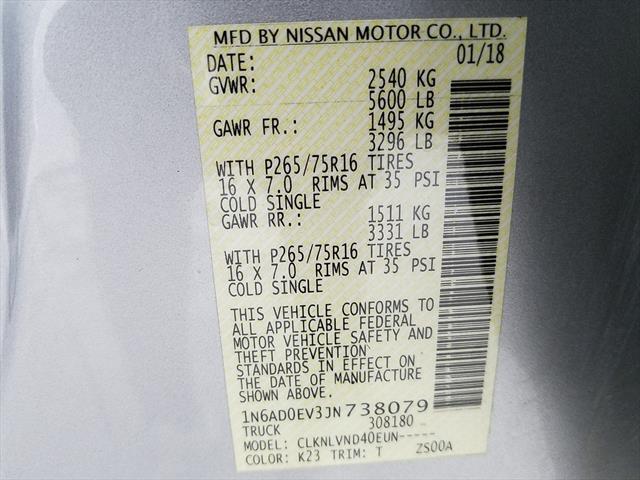 MFD BY NISSAN MOTOR CO., LTD.
DATE: 01/18
GVWR: 2540 KG
5600 LB
GAWR FR.: 1495 KG
3296 LB
WITH P265/75R16 TIRES
16 X 7.0 RIMS AT 35 PSI
COLD SINGLE
GAWR RR.: 1511 KG
3331 LB
WITH P265/75R16 TIRES
16 X 7.0 RIMS AT 35 PSI
COLD SINGLE
THIS VEHICLE CONFORMS TO
ALL APPLICABLE FEDERAL
MOTOR VEHICLE SAFETY AND
THEFT PREVENTION
STANDARDS IN EFFECT ON
THE DATE OF MANUFACTURE
SHOWN ABOVE.
1N6AD0EV3JN738079
TRUCK 308180
MODEL: CLKNLVND40EUN-----
COLOR: K23 TRIM: T ZS00A